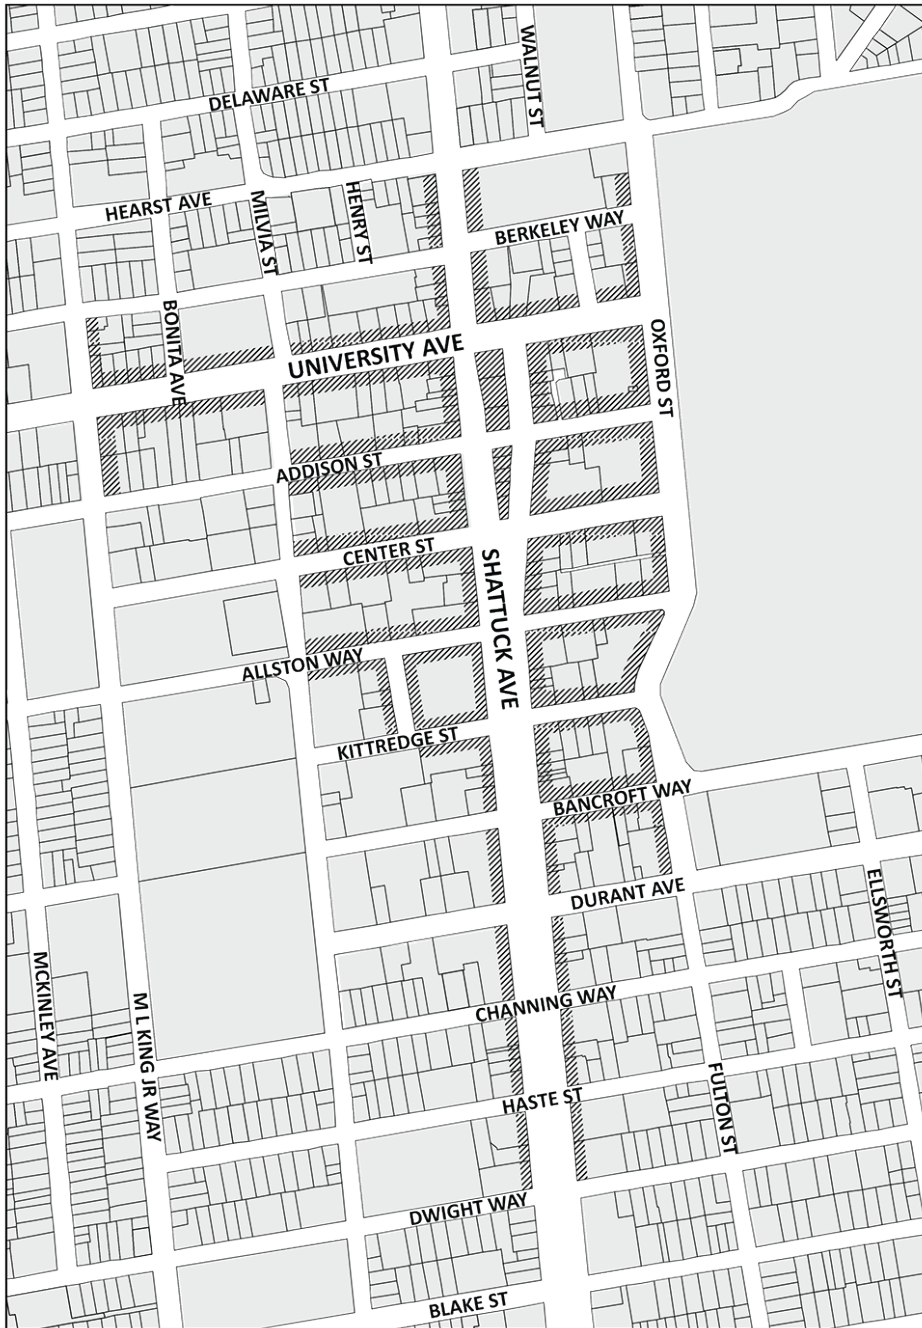 WALNUT ST
DELAWARE ST
HEARST AVE
MILVIA ST
HENRY ST
BERKELEY WAY
BONITA AVE
UNIVERSITY AVE
OXFORD ST
ADDISON ST
CENTER ST
SHATTUCK AVE
ALLSTON WAY
KITTREDGE ST
BANCROFT WAY
DURANT AVE
ELLSWORTH ST
MCKINLEY AVE
M L KING JR WAY
CHANNING WAY
HASTE ST
FULTON ST
DWIGHT WAY
BLAKE ST